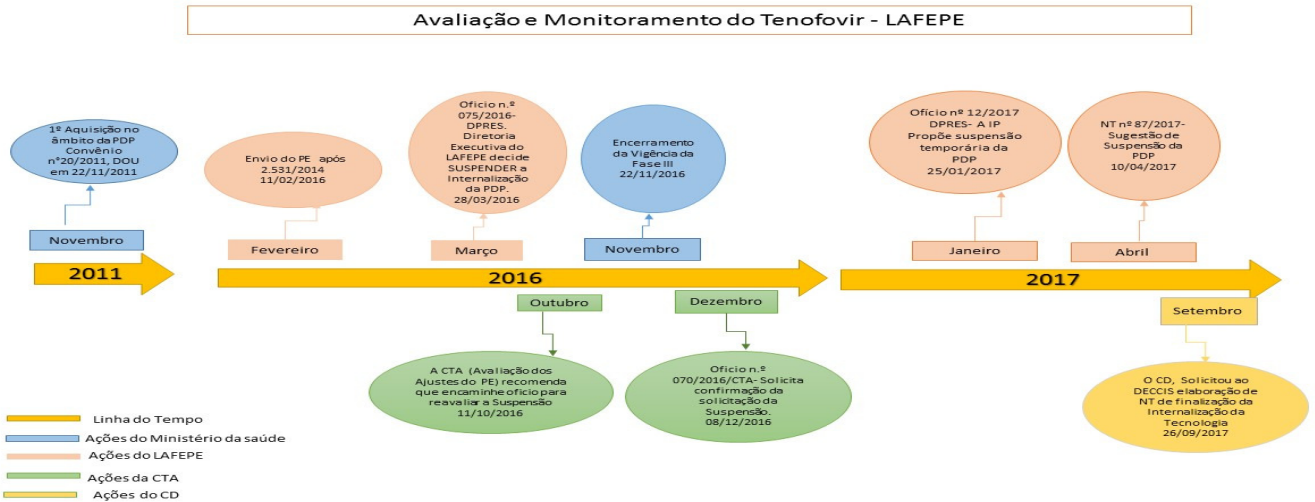 Avaliação e Monitoramento do Tenofovir - LAFEPE
1º Aquisição no
âmbito da PDP
Convênio
n°20/2011, DOU
em 22/11/2011
Novembro
2011
Envio do PE após
2.531/2014
11/02/2016
Fevereiro
Oficio n.º
075/2016-
DPRES.
Diretoria
Executiva do
LAFEPE decide
SUSPENDER a
Internalização
da PDP.
28/03/2016
Março
Encerramento
da Vigência da
Fase III
22/11/2016
Novembro
2016
Outubro
A CTA (Avaliação dos
Ajustes do PE) recomenda
que encaminhe oficio para
reavaliar a Suspensão
11/10/2016
Dezembro
Oficio n.º
070/2016/CTA- Solicita
confirmação da
solicitação da
Suspensão.
08/12/2016
Ofício nº 12/2017
DPRES- A IP
Propõe suspensão
temporária da
PDP
25/01/2017
Janeiro
NT nº 87/2017-
Sugestão de
Suspensão da
PDP
10/04/2017
Abril
2017
Setembro
O CD, Solicitou ao
DECCIS elaboração de
NT de finalização da
Internalização da
Tecnologia
26/09/2017
Linha do Tempo
Ações do Ministério da saúde
Ações do LAFEPE
Ações da CTA
Ações do CD